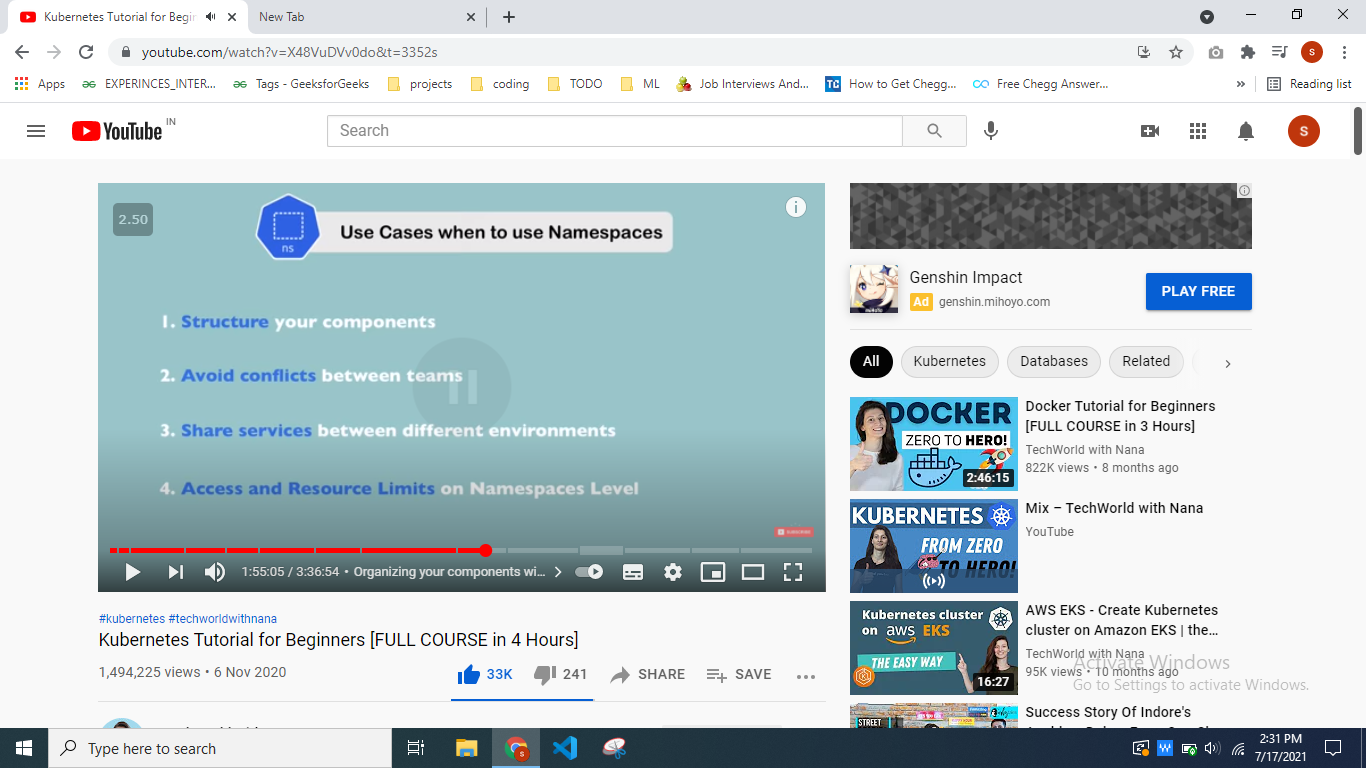 Kubernetes Tutorial for Begin
New Tab
youtube.com/watch?v=X48VuDVv0do&t=3352s
S
Apps
EXPERINCES_INTER...
Tags - GeeksforGeeks
projects
coding
TODO
ML
Job Interviews And...
TC
How to Get Chegg...
Free Chegg Answer...
»
Reading list
YouTube IN
Search
S
2.50
ns
Use Cases when to use Namespaces
1. Structure your components
2. Avoid conflicts between teams
3. Share services between different environments
4. Access and Resource Limits on Namespaces Level
SUBSCRIBE
1:55:05 / 3:36:54 • Organizing your components wi...
#kubernetes #techworldwithnana
Kubernetes Tutorial for Beginners [FULL COURSE in 4 Hours]
1,494,225 views • 6 Nov 2020
33K
241
SHARE
SAVE
Genshin Impact
Ad genshin.mihoyo.com
PLAY FREE
All
Kubernetes
Databases
Related
DOCKER
ZERO TO HERO!
2:46:15
Docker Tutorial for Beginners
[FULL COURSE in 3 Hours]
TechWorld with Nana
822K views • 8 months ago
KUBERNETES
FROM ZERO
TO HERO!
Mix – TechWorld with Nana
YouTube
Kubernetes cluster
on aws EKS
THE EASY WAY
16:27
AWS EKS - Create Kubernetes
cluster on Amazon EKS | the...
TechWorld with Nana
95K views • 10 months ago
Activate Windows
Go to Settings to activate Windows.
STREET
Success Story Of Indore's
Type here to search
S
W
2:31 PM
7/17/2021